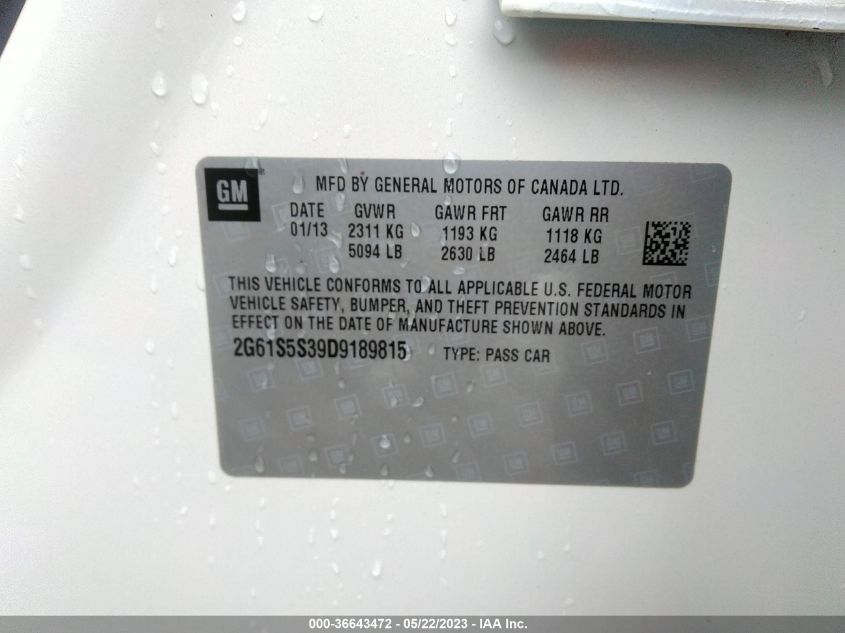 GM
MFD BY GENERAL MOTORS OF CANADA LTD.
DATE GVWR GAWR FRT GAWR RR
01/13 2311 KG 1193 KG 1118 KG
5094 LB 2630 LB 2464 LB
THIS VEHICLE CONFORMS TO ALL APPLICABLE U.S. FEDERAL MOTOR
VEHICLE SAFETY, BUMPER, AND THEFT PREVENTION STANDARDS IN
EFFECT ON THE DATE OF MANUFACTURE SHOWN ABOVE.
2G61S5S39D9189815 TYPE: PASS CAR
000-36643472 - 05/22/2023 - IAA Inc.